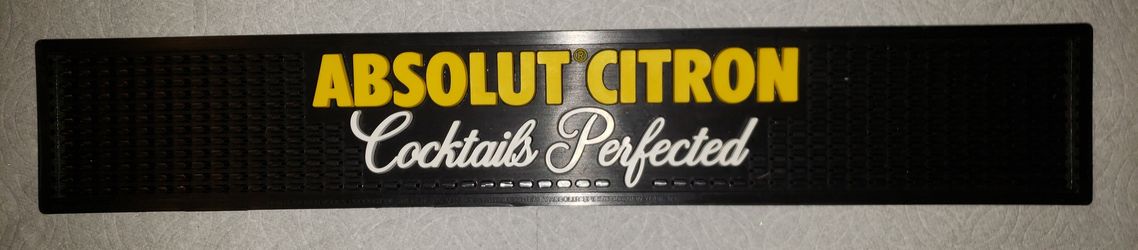 ABSOLUT® CITRON
Cocktails Perfected